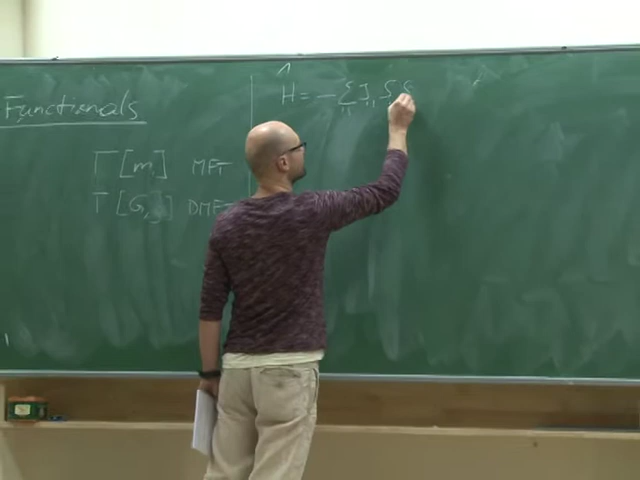 Functionals
Γ[m] MFT
Γ[G] DMFT
Ĥ = - Σ J S S